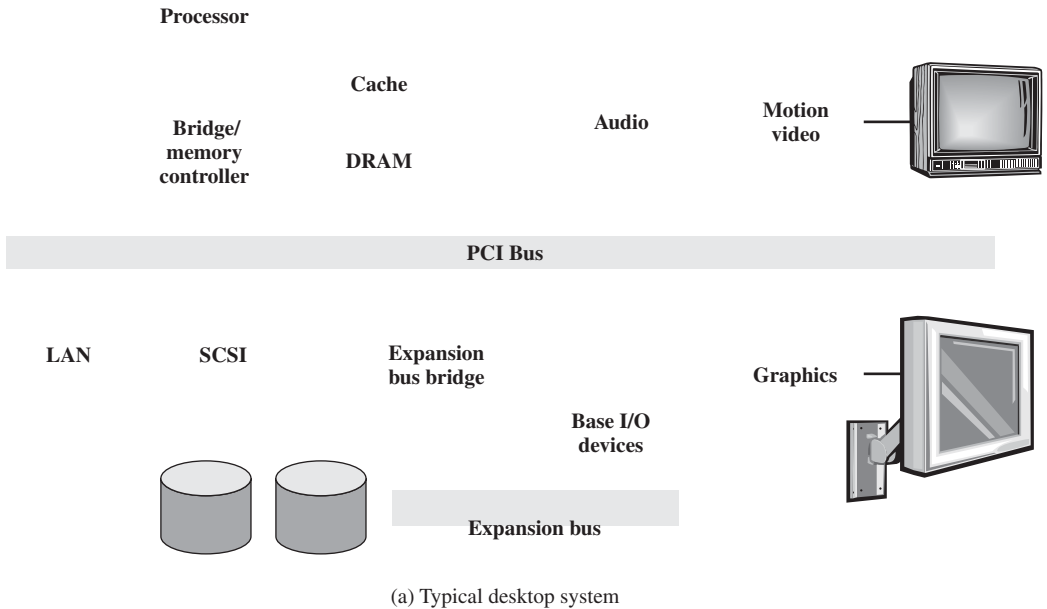 Processor
Cache
Bridge/
memory
controller
DRAM
Audio
Motion
video
PCI Bus
LAN
SCSI
Expansion
bus bridge
Graphics
Base I/O
devices
Expansion bus
(a) Typical desktop system